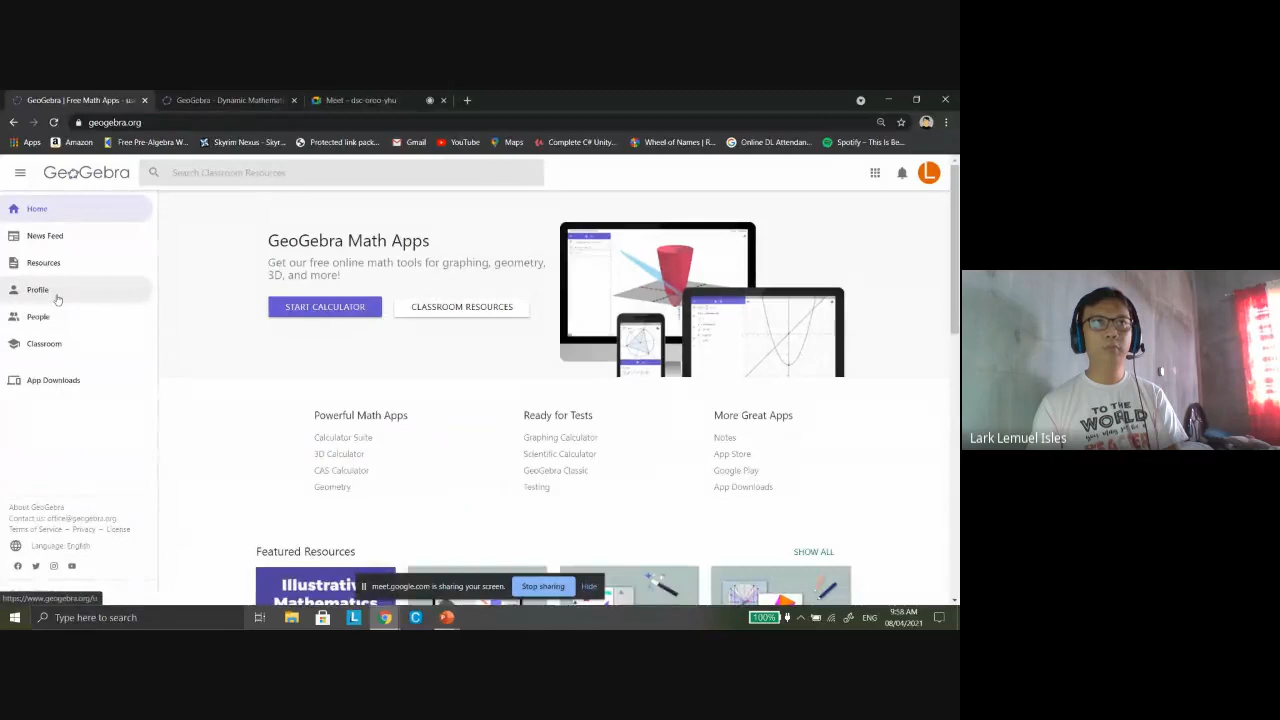 GeoGebra | Free Math Apps - us
GeoGebra - Dynamic Mathemati
Meet – dsc-oroo-yhu
geogebra.org
Apps
Amazon
Free Pre-Algebra W...
Skyrim Nexus - Skyr...
Protected link pack...
Gmail
YouTube
Maps
Complete C# Unity...
Wheel of Names | R...
Online DL Attendan...
Spotify – This Is Be...
GeoGebra
Search Classroom Resources
L
Home
News Feed
Resources
Profile
People
Classroom
App Downloads
GeoGebra Math Apps
Get our free online math tools for graphing, geometry,
3D, and more!
START CALCULATOR
CLASSROOM RESOURCES
Powerful Math Apps
Calculator Suite
3D Calculator
CAS Calculator
Geometry
Ready for Tests
Graphing Calculator
Scientific Calculator
GeoGebra Classic
Testing
More Great Apps
Notes
App Store
Google Play
App Downloads
About GeoGebra
Contact us: office@geogebra.org
Terms of Service – Privacy – License
Language: English
Featured Resources
SHOW ALL
Illustrativ
Mathematics
meet.google.com is sharing your screen.
Stop sharing
Hide
https://www.geogebra.org/u
Type here to search
100%
ENG
9:58 AM
08/04/2021
TO THE
WORLD
Lark Lemuel Isles